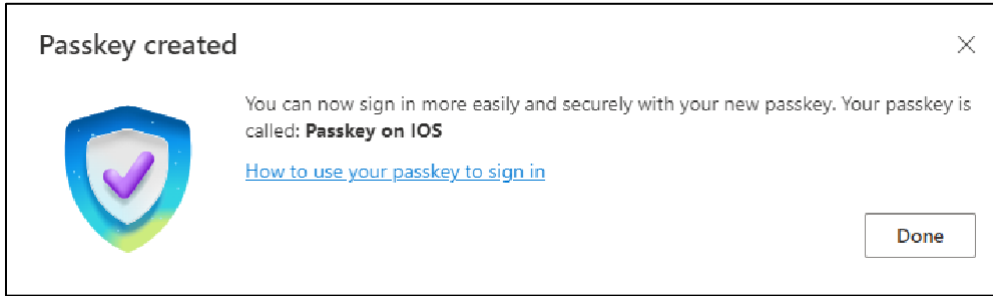 Passkey created
You can now sign in more easily and securely with your new passkey. Your passkey is
called: Passkey on IOS
How to use your passkey to sign in
Done